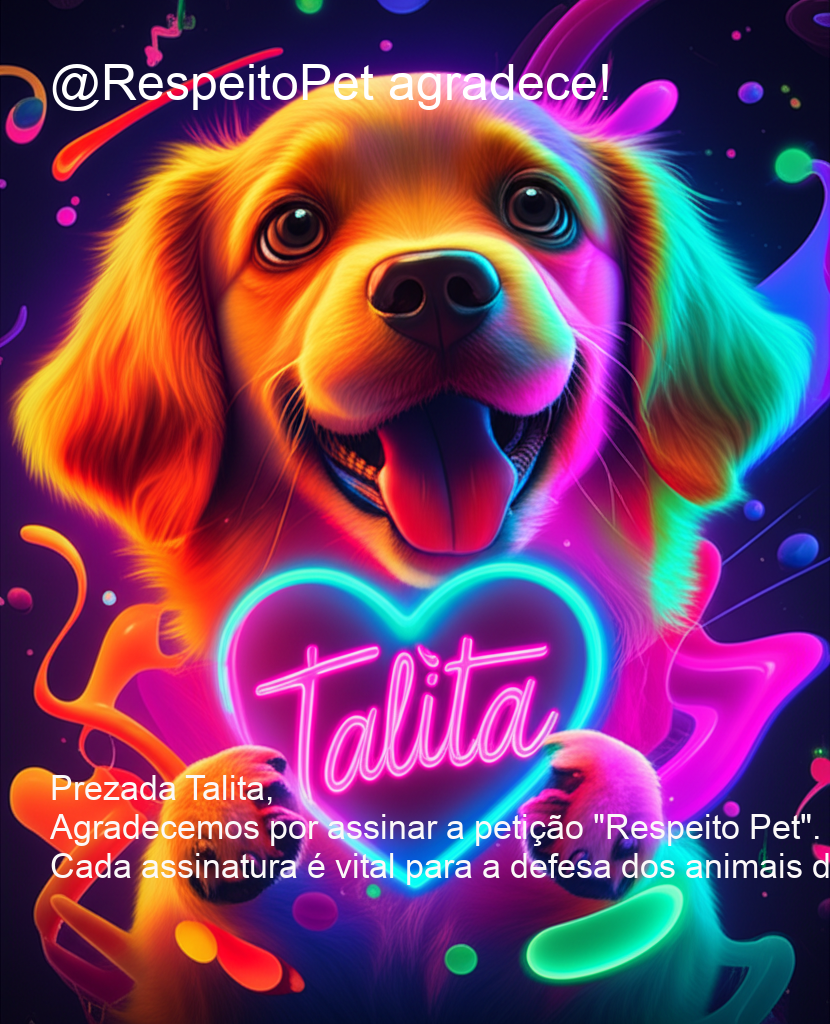 @RespeitoPet agradece!
Talita
Prezada Talita,
Agradecemos por assinar a petição "Respeito Pet".
Cada assinatura é vital para a defesa dos animais d